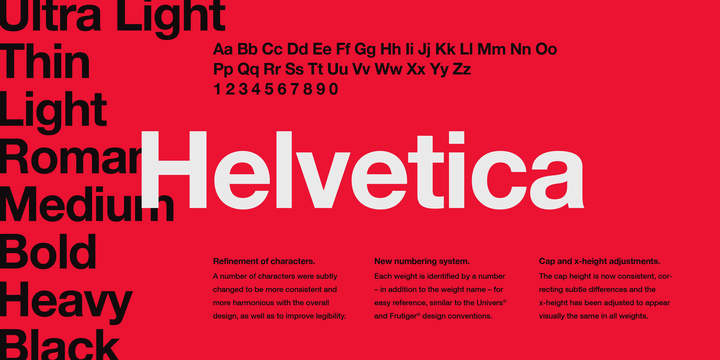 Ultra Light
Thin
Light
Roman
Medium
Bold
Heavy
Black
Aa Bb Cc Dd Ee Ff Gg Hh Ii Jj Kk Ll Mm Nn Oo
Pp Qq Rr Ss Tt Uu Vv Ww Xx Yy Zz
1 2 3 4 5 6 7 8 9 0
Helvetica
Refinement of characters.
A number of characters were subtly
changed to be more consistent and
more harmonious with the overall
design, as well as to improve legibility.
New numbering system.
Each weight is identified by a number
– in addition to the weight name – for
easy reference, similar to the Univers®
and Frutiger® design conventions.
Cap and x-height adjustments.
The cap height is now consistent, cor-
recting subtle differences and the
x-height has been adjusted to appear
visually the same in all weights.